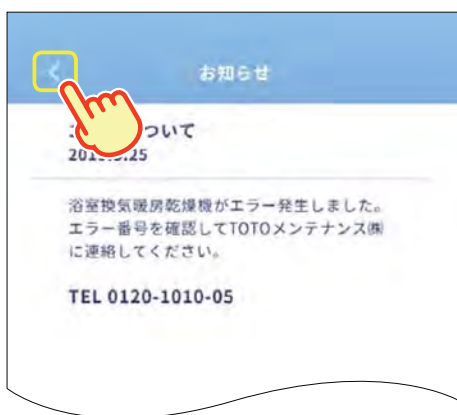 お知らせ
ついて
浴室換気暖房乾燥機がエラー発生しました。
エラー番号を確認してTOTOメンテナンス㈱
に連絡してください。
TEL 0120-1010-05